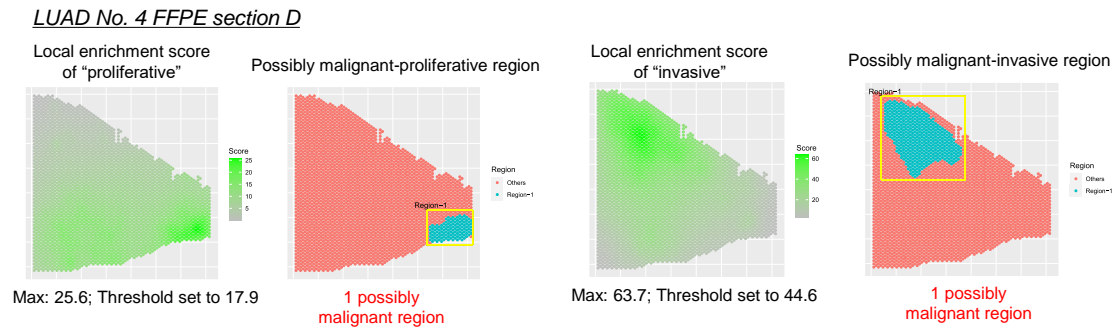 LUAD No. 4 FFPE section D
Local enrichment score
of “proliferative”
Possibly malignant-proliferative region
Local enrichment score
of “invasive”
Possibly malignant-invasive region
Score
25
20
15
10
5
Region−1
Region
Others
Region−1
Score
60
40
20
Region−1
Region
Others
Region−1
Max: 25.6; Threshold set to 17.9
1 possibly
malignant region
Max: 63.7; Threshold set to 44.6
1 possibly
malignant region